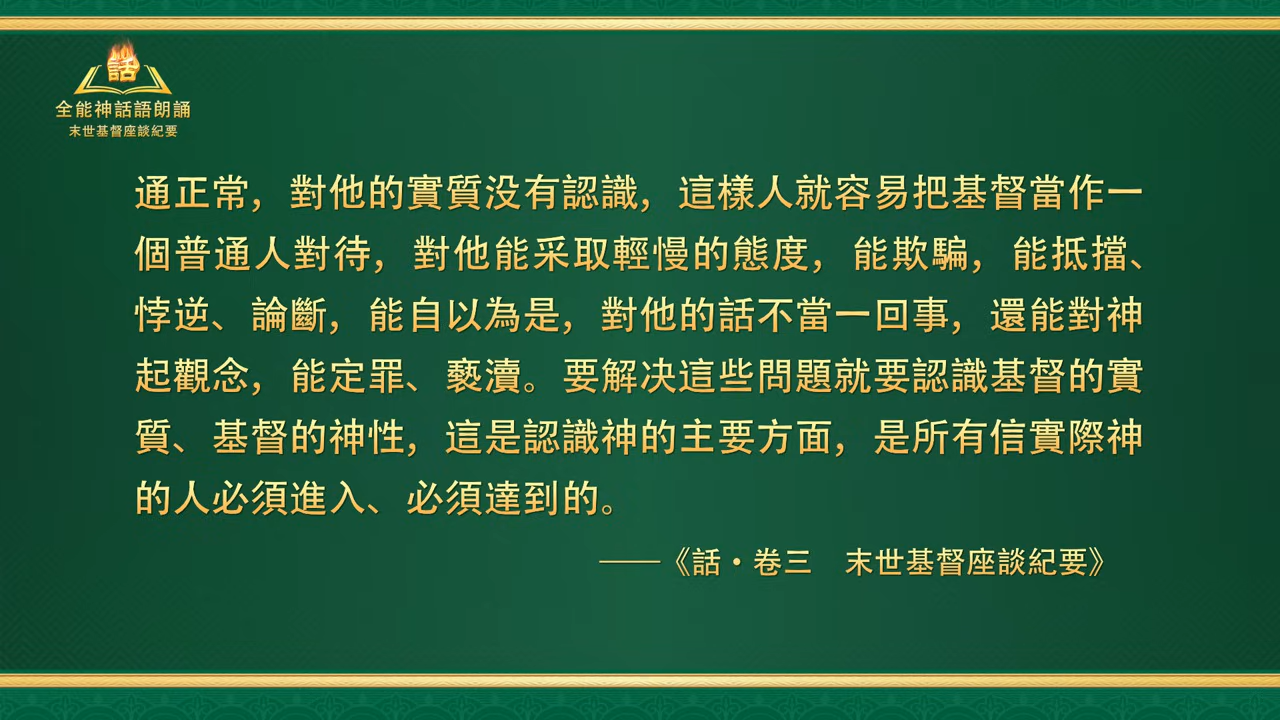 話
全能神話語朗誦
末世基督座談紀要
通正常，對他的實質没有認識，這樣人就容易把基督當作一
個普通人對待，對他能采取輕慢的態度，能欺騙，能抵擋、
悖逆、論斷，能自以為是，對他的話不當一回事，還能對神
起觀念，能定罪、褻瀆。要解决這些問題就要認識基督的實
質、基督的神性，這是認識神的主要方面，是所有信實際神
的人必須進入、必須達到的。
——《話・卷三　末世基督座談紀要》